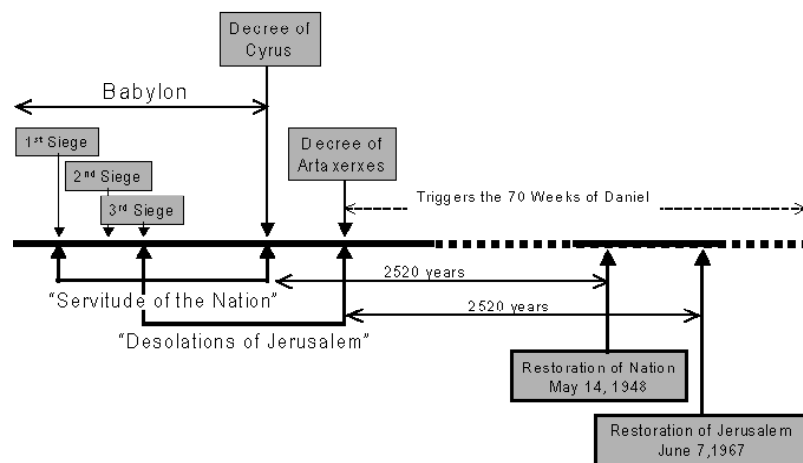 Decree of
Cyrus
Babylon
1st Siege
2nd Siege
3rd Siege
Decree of
Artaxerxes
Triggers the 70 Weeks of Daniel
2520 years
"Servitude of the Nation"
2520 years
"Desolations of Jerusalem"
Restoration of Nation
May 14, 1948
Restoration of Jerusalem
June 7,1967